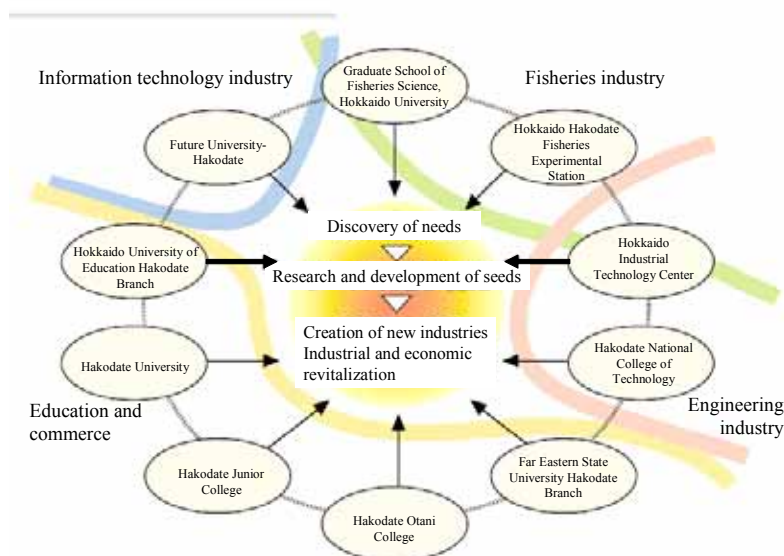 Information technology industry
Graduate School of
Fisheries Science,
Hokkaido University
Fisheries industry
Future University-
Hakodate
Hokkaido Hakodate
Fisheries
Experimental
Station
Discovery of needs
Hokkaido University of
Education Hakodate
Branch
Research and development of seeds
Hokkaido
Industrial
Technology Center
Creation of new industries
Industrial and economic
revitalization
Hakodate University
Hakodate National
College of
Technology
Education and
commerce
Engineering
industry
Hakodate Junior
College
Far Eastern State
University Hakodate
Branch
Hakodate Otani
College